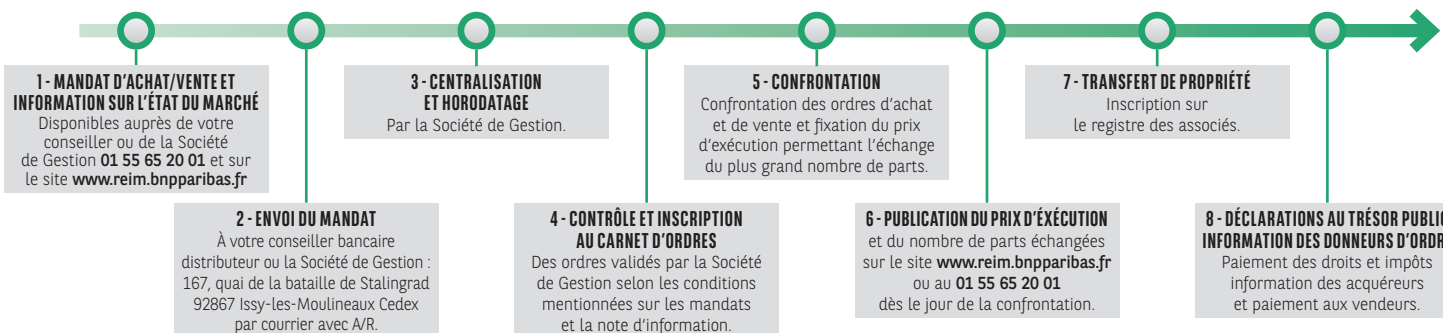 1 - MANDAT D'ACHAT/VENTE ET
INFORMATION SUR L'ÉTAT DU MARCHÉ
Disponibles auprès de votre
conseiller ou de la Société
de Gestion 01 55 65 20 01 et sur
le site www.reim.bnpparibas.fr
2 - ENVOI DU MANDAT
À votre conseiller bancaire
distributeur ou la Société de Gestion :
167, quai de la bataille de Stalingrad
92867 Issy-les-Moulineaux Cedex
par courrier avec A/R.
3 - CENTRALISATION
ET HORODATAGE
Par la Société de Gestion.
4 - CONTRÔLE ET INSCRIPTION
AU CARNET D'ORDRES
Des ordres validés par la Société
de Gestion selon les conditions
mentionnées sur les mandats
et la note d'information.
5 - CONFRONTATION
Confrontation des ordres d'achat
et de vente et fixation du prix
d'exécution permettant l'échange
du plus grand nombre de parts.
6 - PUBLICATION DU PRIX D'ÉXÉCUTION
et du nombre de parts échangées
sur le site www.reim.bnpparibas.fr
ou au 01 55 65 20 01
dès le jour de la confrontation.
7 - TRANSFERT DE PROPRIÉTÉ
Inscription sur
le registre des associés.
8 - DÉCLARATIONS AU TRÉSOR PUBLIC
INFORMATION DES DONNEURS D'ORDR
Paiement des droits et impôts
information des acquéreurs
et paiement aux vendeurs.